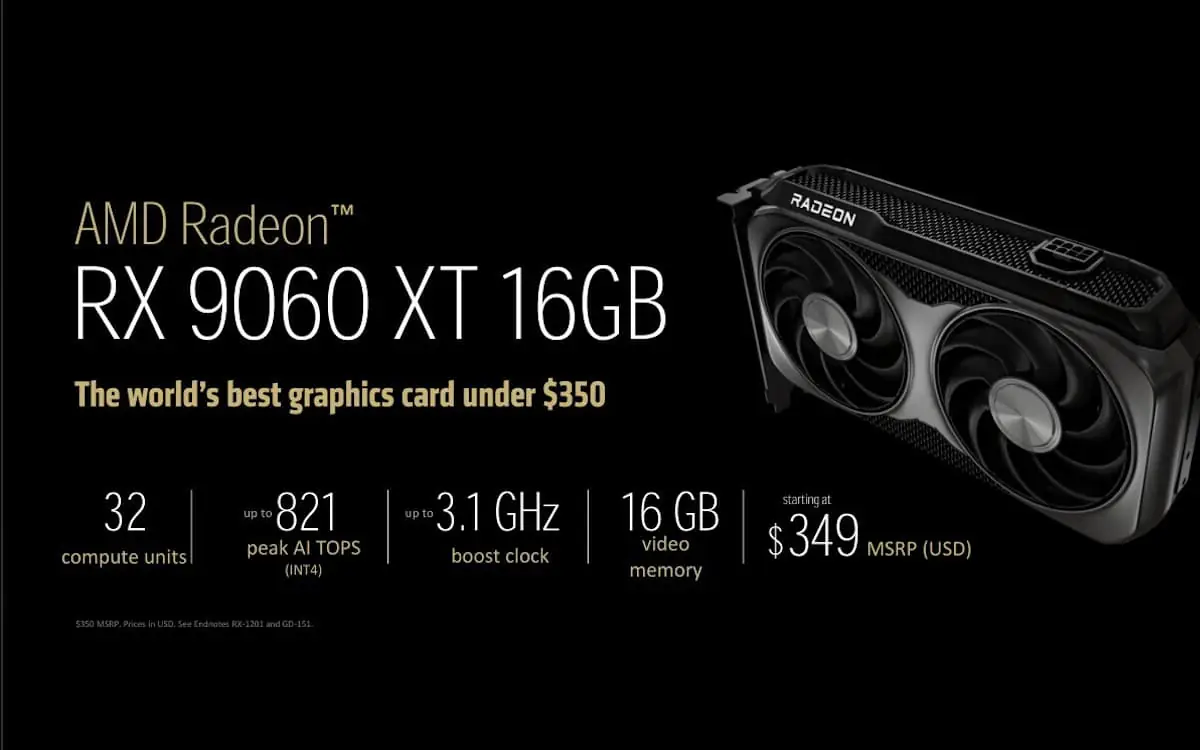 AMD Radeon™
RX 9060 XT 16GB
The world's best graphics card under $350
RADEON
32
compute units
up to 821
peak AI TOPS
(INT4)
up to 3.1 GHz
boost clock
16 GB
video
memory
starting at
$349 MSRP (USD)
$350 MSRP. Prices in USD. See Endnotes RX-1201 and GD-151.